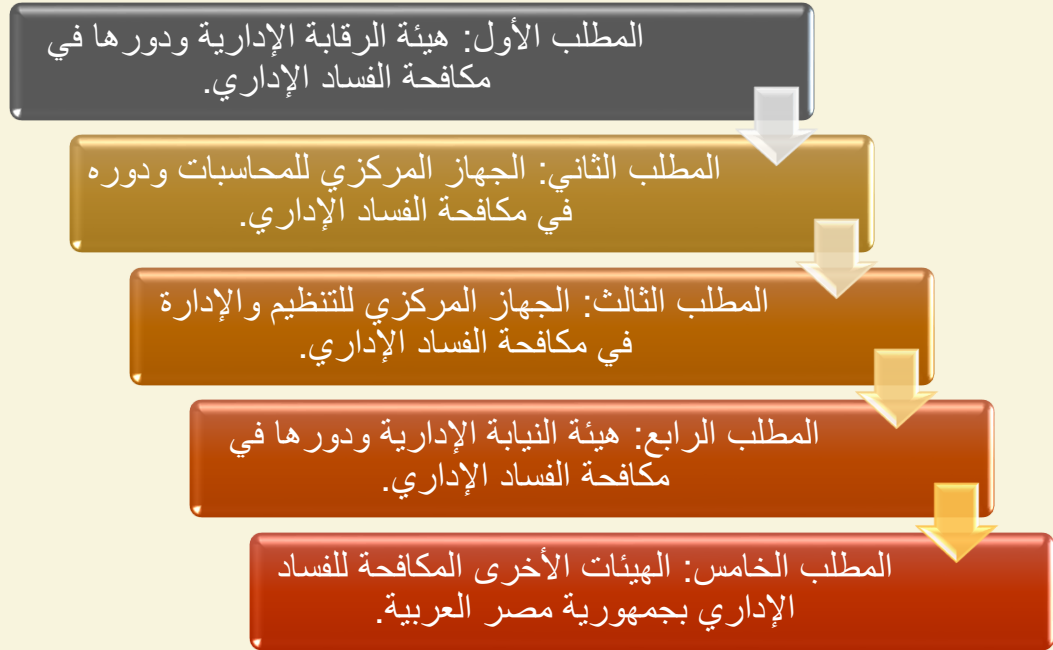 المطلب الأول: هيئة الرقابة الإدارية ودورها في
مكافحة الفساد الإداري.
المطلب الثاني: الجهاز المركزي للمحاسبات ودوره
في مكافحة الفساد الإداري.
المطلب الثالث: الجهاز المركزي للتنظيم والإدارة
في مكافحة الفساد الإداري.
المطلب الرابع: هيئة النيابة الإدارية ودورها في
مكافحة الفساد الإداري.
المطلب الخامس: الهيئات الأخرى المكافحة للفساد
الإداري بجمهورية مصر العربية.